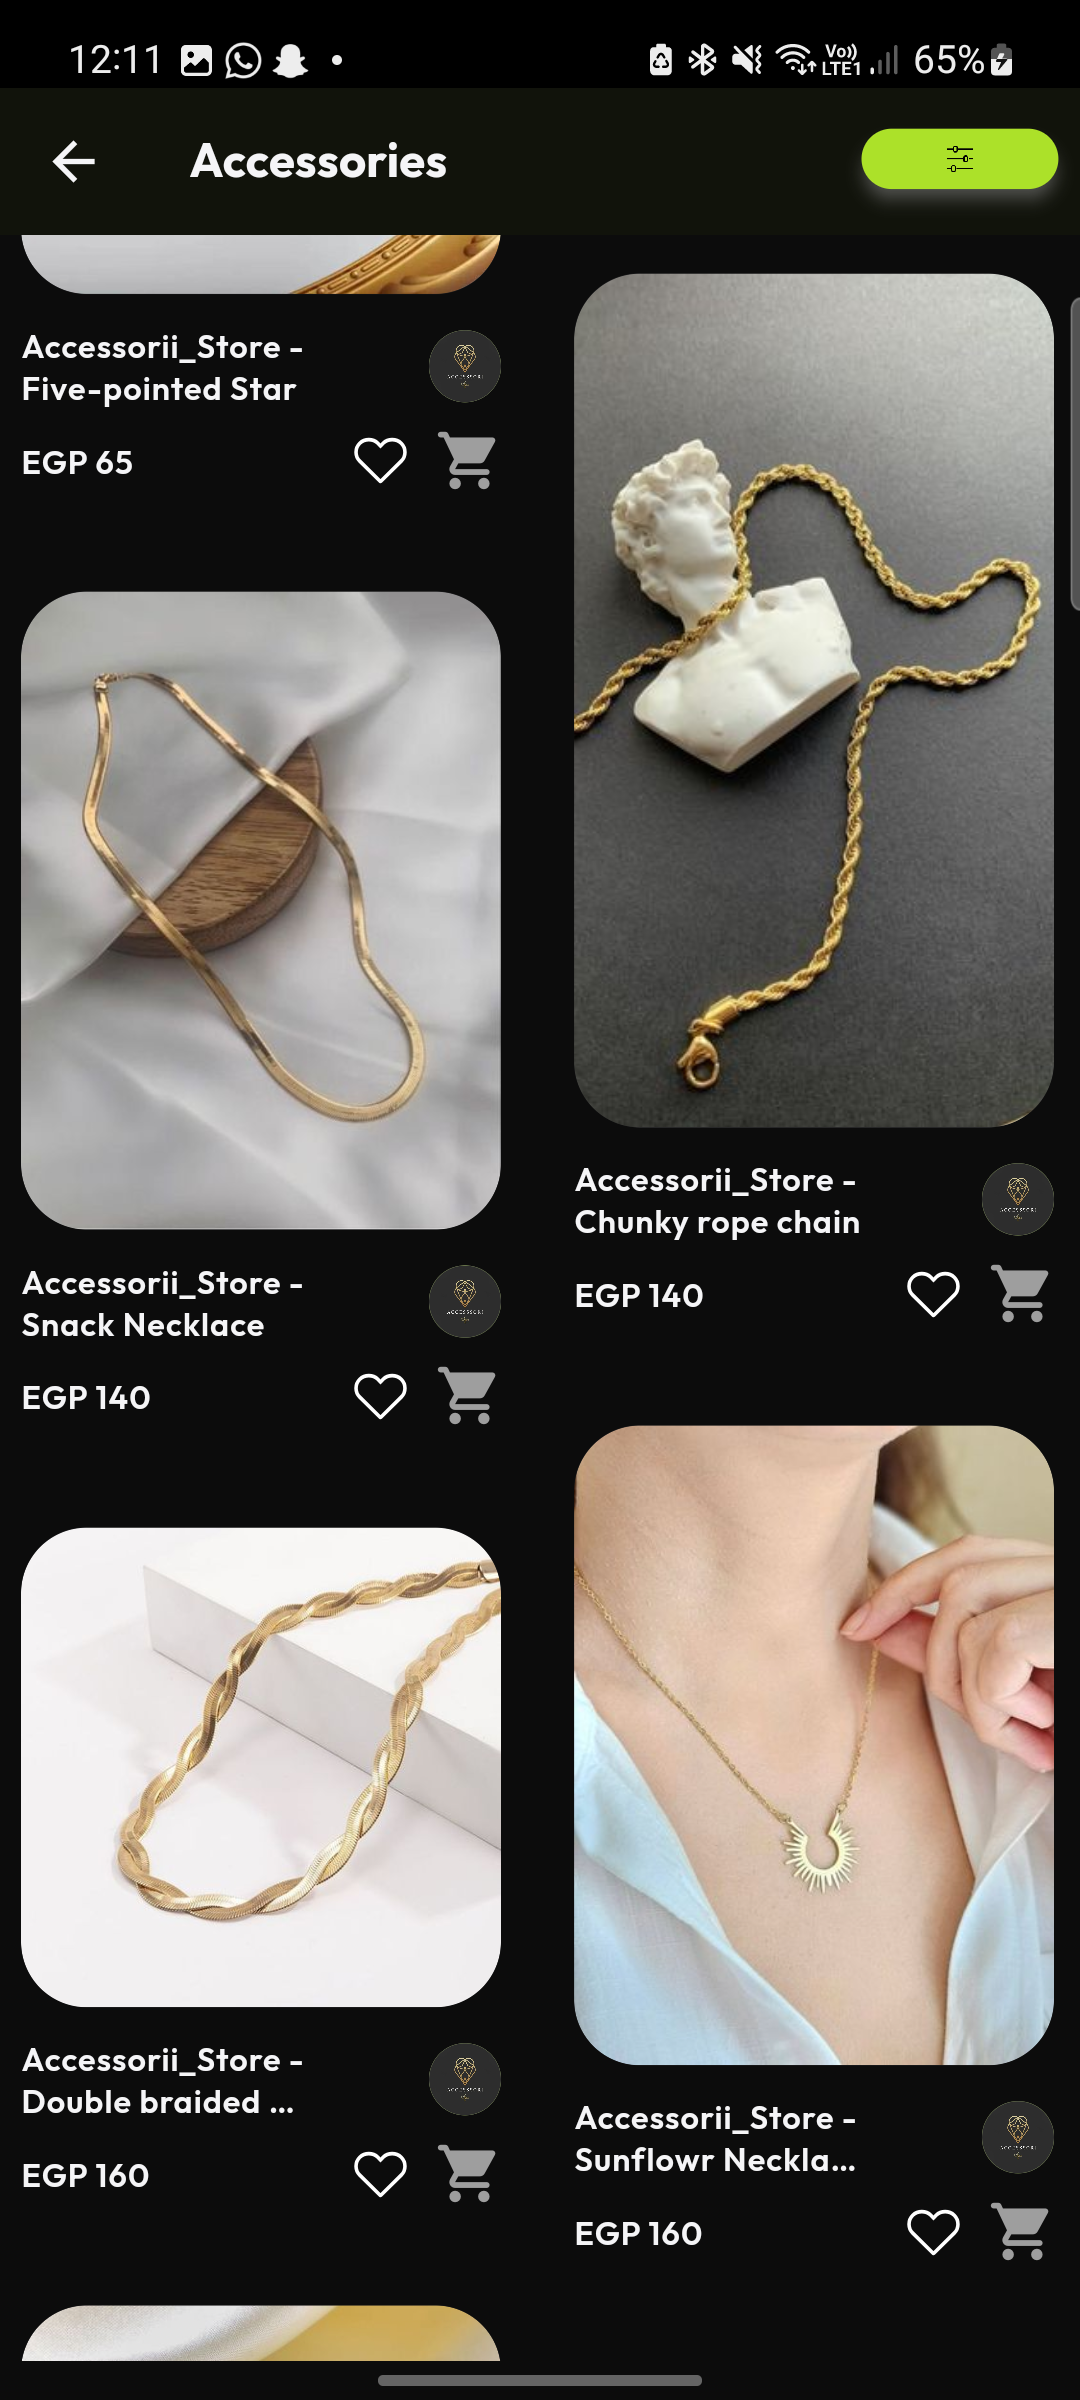 12:11
Vo)) LTE1
65%
Accessories
Accessorii_Store -
Five-pointed Star
EGP 65
Accessorii_Store -
Chunky rope chain
EGP 140
Accessorii_Store -
Snack Necklace
EGP 140
Accessorii_Store -
Double braided ...
EGP 160
Accessorii_Store -
Sunflowr Neckla...
EGP 160